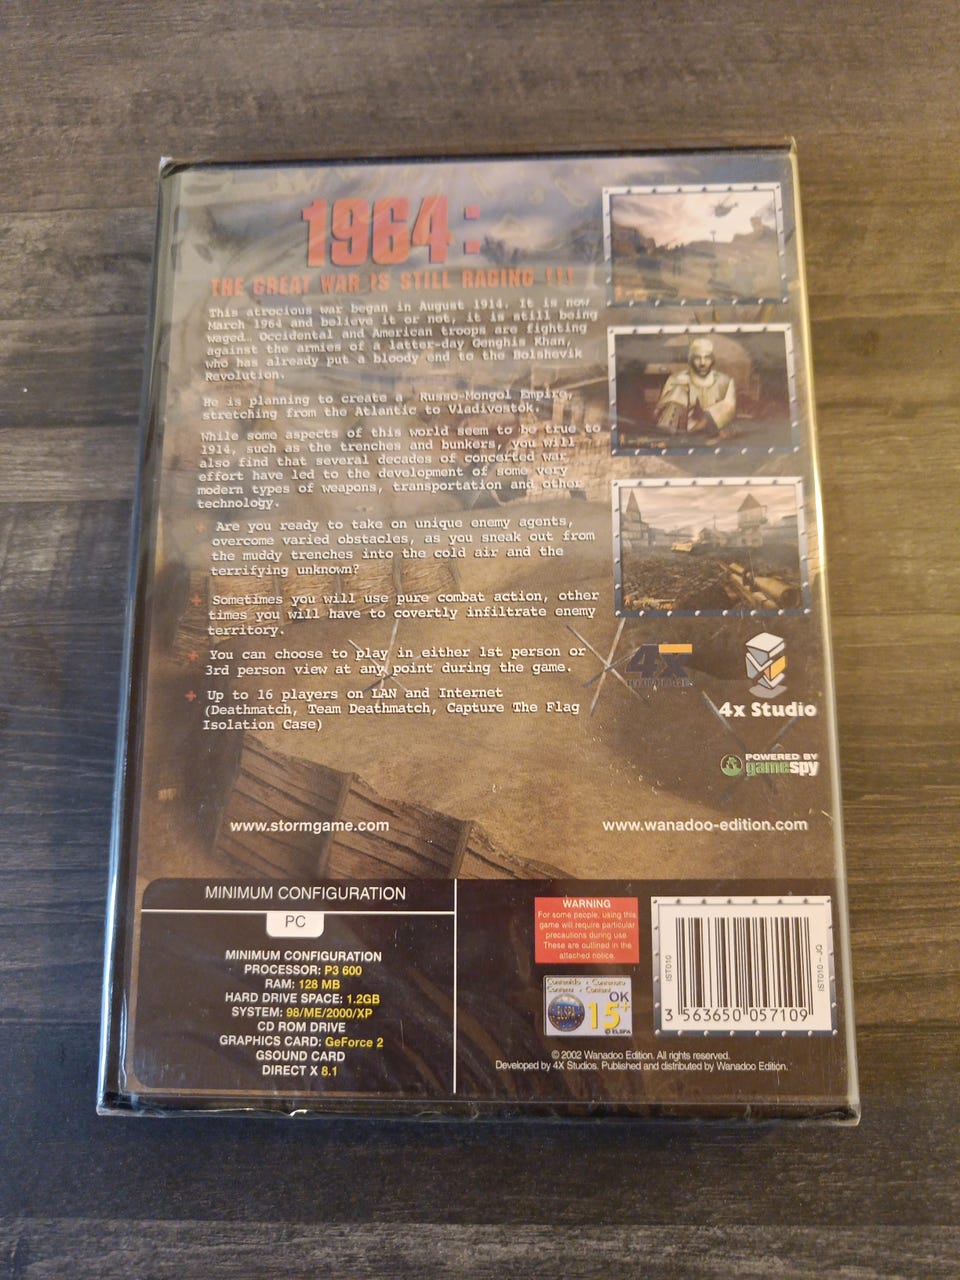 1964:
THE GREAT WAR IS STILL RAGING !!!
This atrocious war began in August 1914. It is now
March 1964 and believe it or not, it is still being
waged… Occidental and American troops are fighting
against the armies of a latter-day Genghis Khan,
who has already put a bloody end to the Bolshevik
Revolution.
He is planning to create a Russo-Mongol Empire,
stretching from the Atlantic to Vladivostok.
While some aspects of this world seem to be true to
1914, such as the trenches and bunkers, you will
also find that several decades of concerted war
effort have led to the development of some very
modern types of weapons, transportation and other
technology.
+ Are you ready to take on unique enemy agents,
overcome varied obstacles, as you sneak out from
the muddy trenches into the cold air and the
terrifying unknown?
+ Sometimes you will use pure combat action, other
times you will have to covertly infiltrate enemy
territory.
+ You can choose to play in either 1st person or
3rd person view at any point during the game.
+ Up to 16 players on LAN and Internet
(Deathmatch, Team Deathmatch, Capture The Flag
Isolation Case)
4X
4x Studio
POWERED BY
gamespy
www.stormgame.com
www.wanadoo-edition.com
MINIMUM CONFIGURATION
PC
MINIMUM CONFIGURATION
PROCESSOR: P3 600
RAM: 128 MB
HARD DRIVE SPACE: 1.2GB
SYSTEM: 98/ME/2000/XP
CD ROM DRIVE
GRAPHICS CARD: GeForce 2
GSOUND CARD
DIRECT X 8.1
WARNING
For some people, using this
game will require particular
precautions during use.
These are outlined in the
attached notice.
OK
15+
ELSPA
© ELSPA
IST010
IST010 - JQ
3 563650 057109
© 2002 Wanadoo Edition. All rights reserved.
Developed by 4X Studios. Published and distributed by Wanadoo Edition.